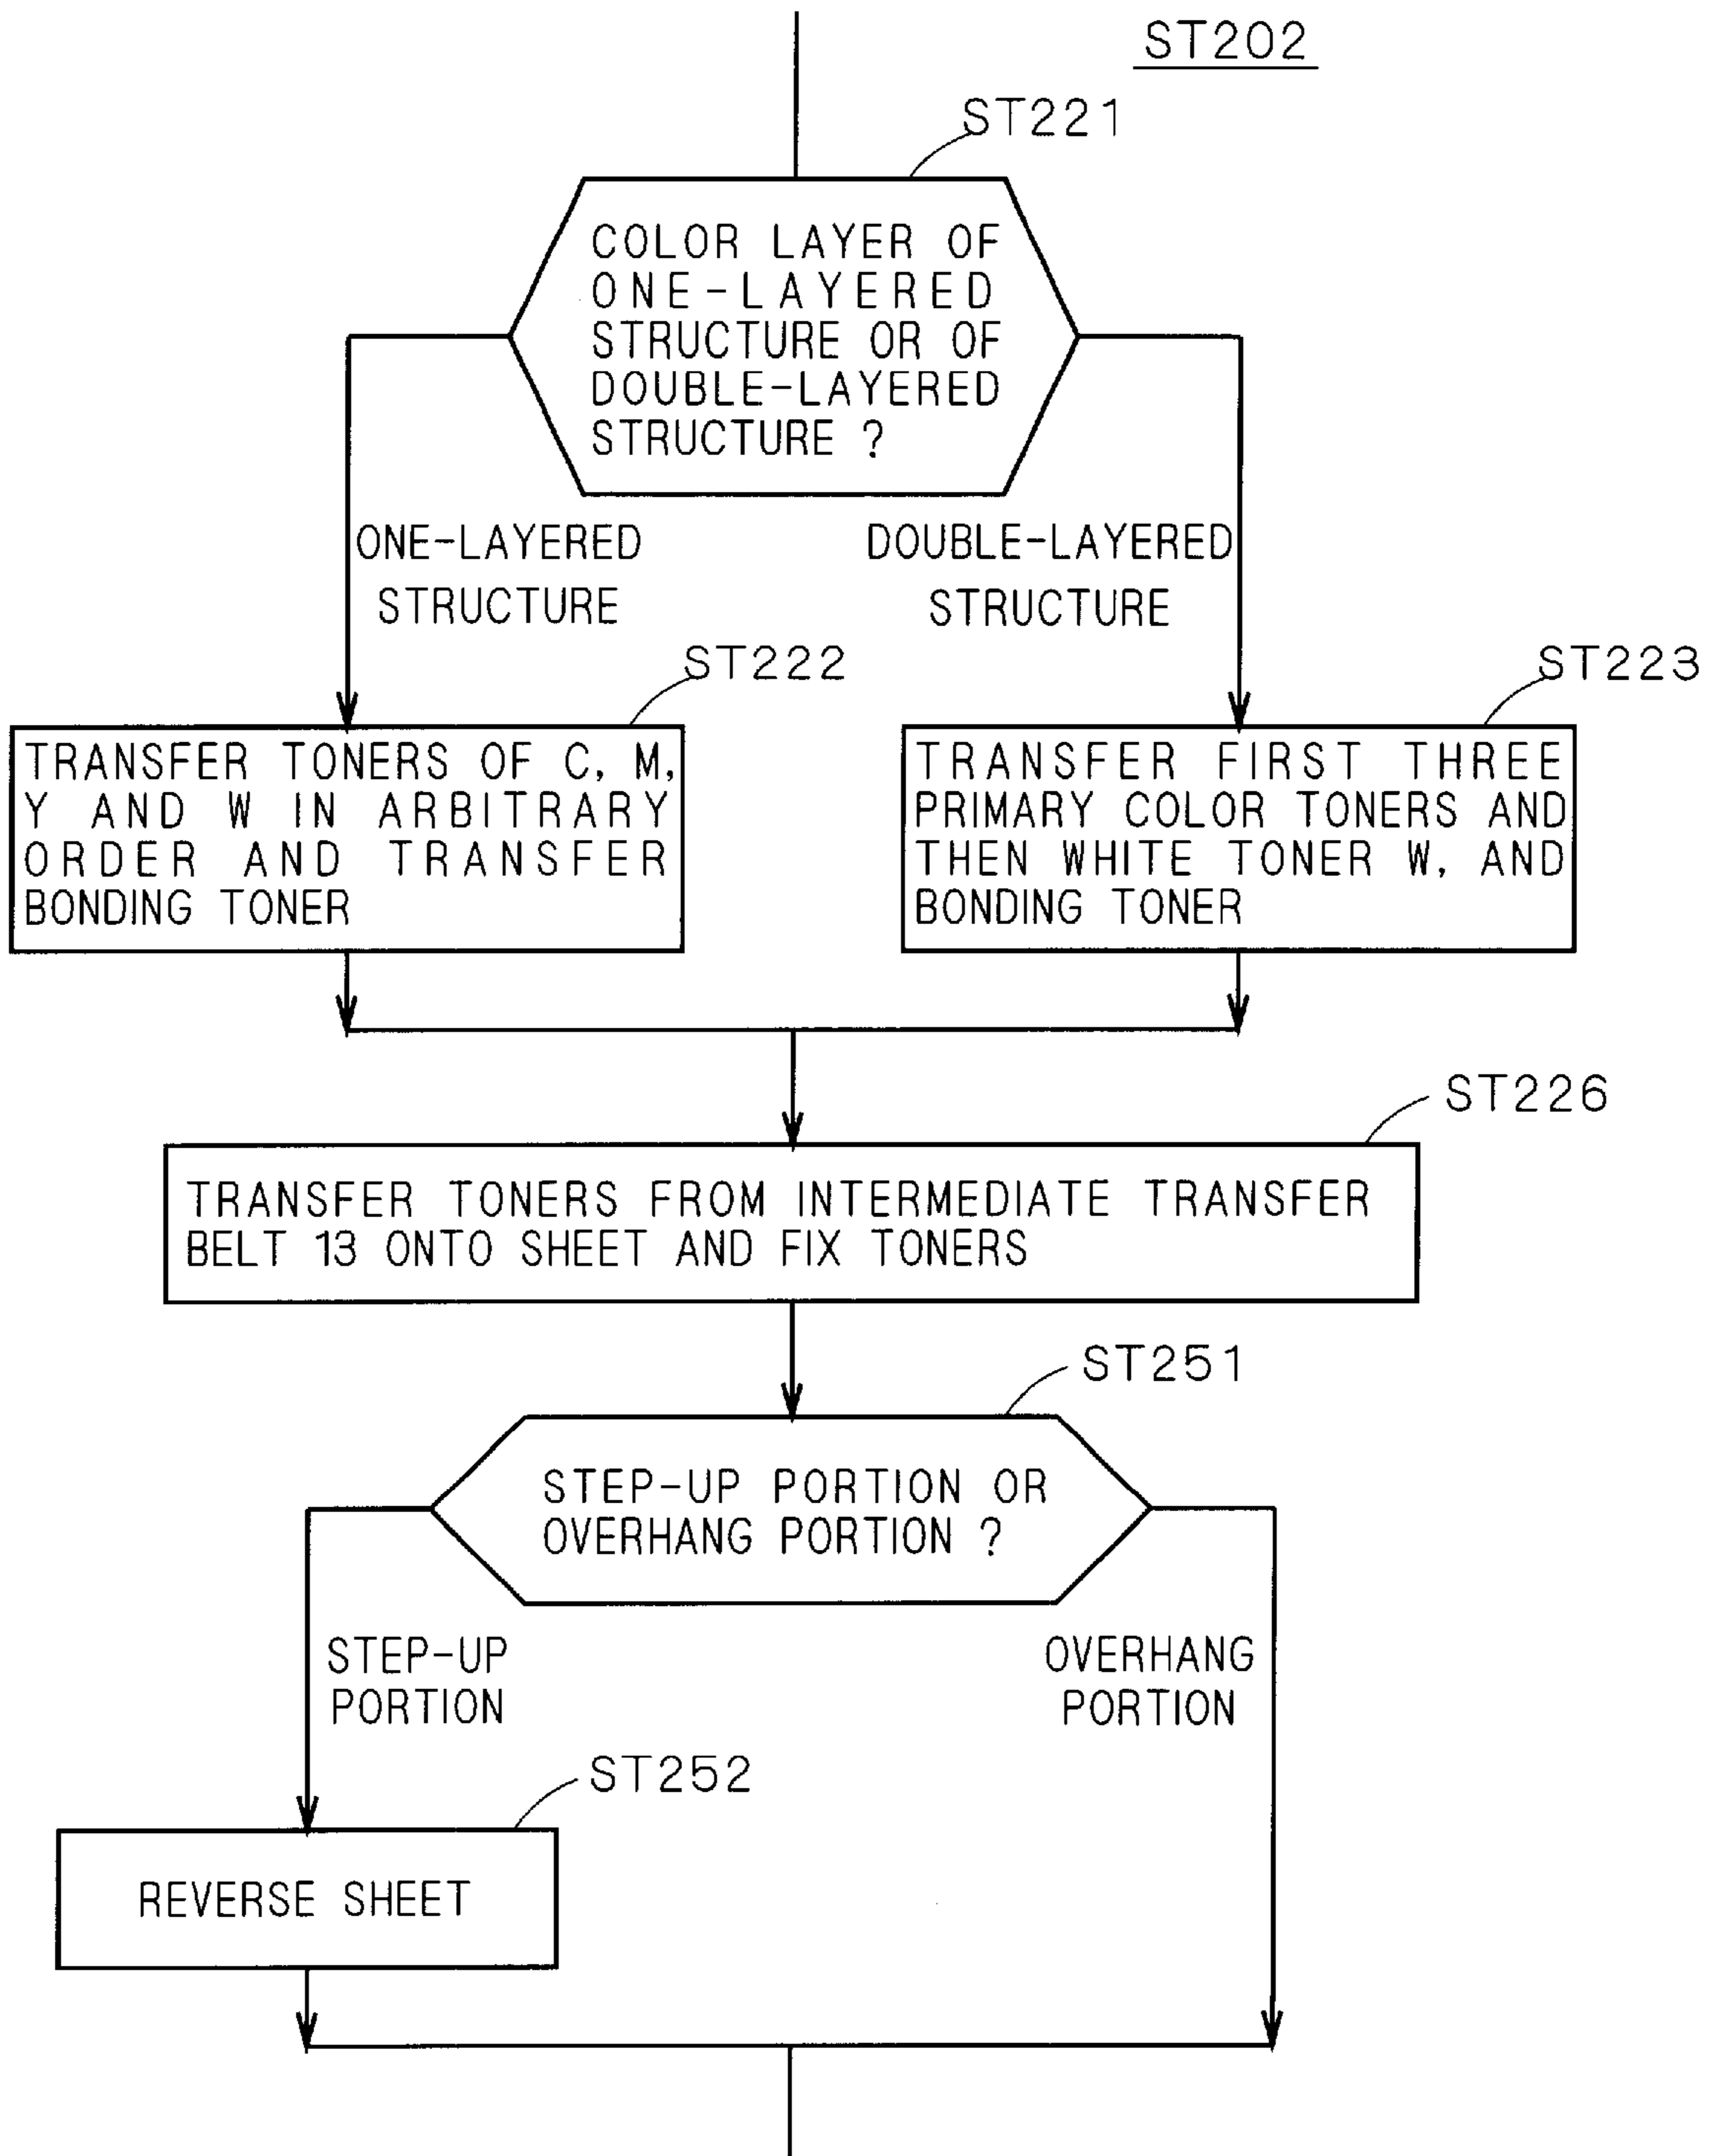 ST202
ST221
COLOR LAYER OF
ONE-LAYERED
STRUCTURE OR OF
DOUBLE-LAYERED
STRUCTURE ?
ONE-LAYERED
STRUCTURE
DOUBLE-LAYERED
STRUCTURE
ST222
ST223
TRANSFER TONERS OF C, M,
Y AND W IN ARBITRARY
ORDER AND TRANSFER
BONDING TONER
TRANSFER FIRST THREE
PRIMARY COLOR TONERS AND
THEN WHITE TONER W, AND
BONDING TONER
ST226
TRANSFER TONERS FROM INTERMEDIATE TRANSFER
BELT 13 ONTO SHEET AND FIX TONERS
ST251
STEP-UP PORTION OR
OVERHANG PORTION ?
STEP-UP
PORTION
OVERHANG
PORTION
ST252
REVERSE SHEET